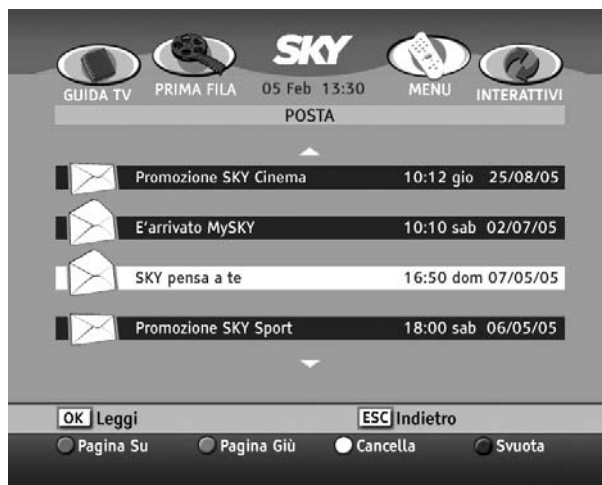 SKY
GUIDA TV PRIMA FILA 05 Feb 13:30 MENU INTERATTIVI
POSTA
Promozione SKY Cinema 10:12 gio 25/08/05
E'arrivato MySKY 10:10 sab 02/07/05
SKY pensa a te 16:50 dom 07/05/05
Promozione SKY Sport 18:00 sab 06/05/05
OK Leggi ESC Indietro
Pagina Su Pagina Giù Cancella Svuota